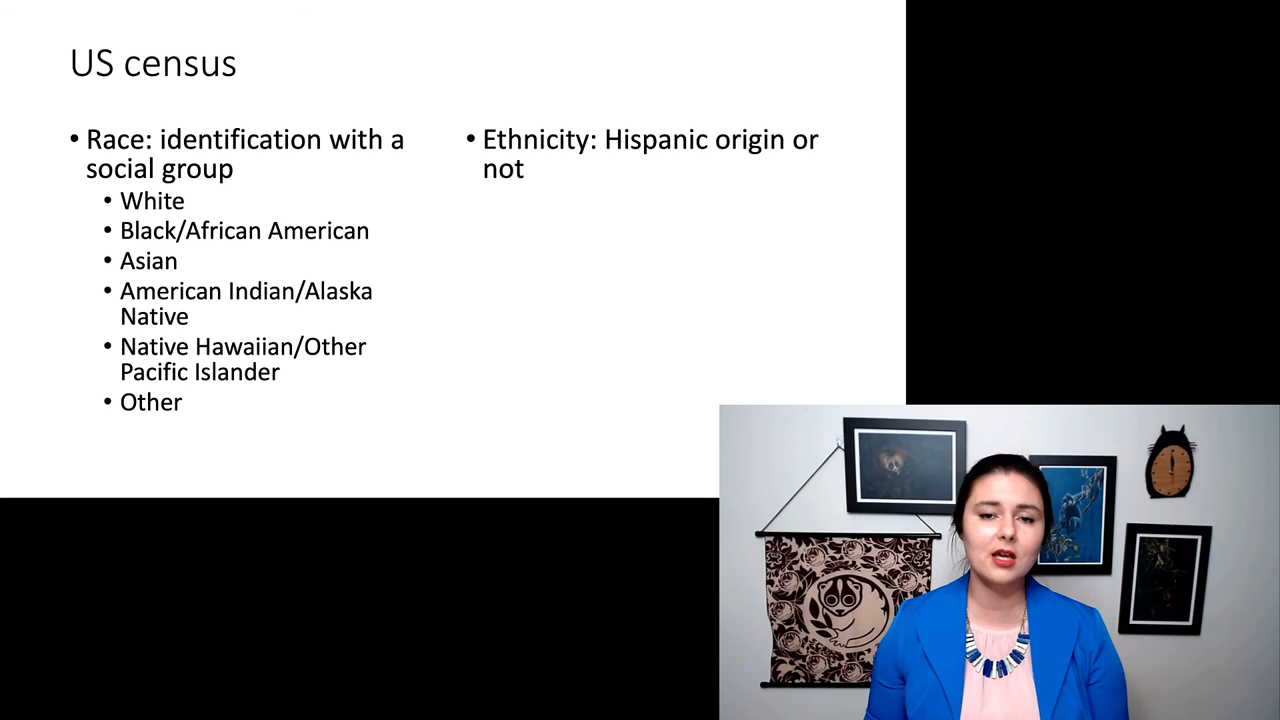 US census
• Race: identification with a
social group
• White
• Black/African American
• Asian
• American Indian/Alaska
Native
• Native Hawaiian/Other
Pacific Islander
• Other
• Ethnicity: Hispanic origin or
not